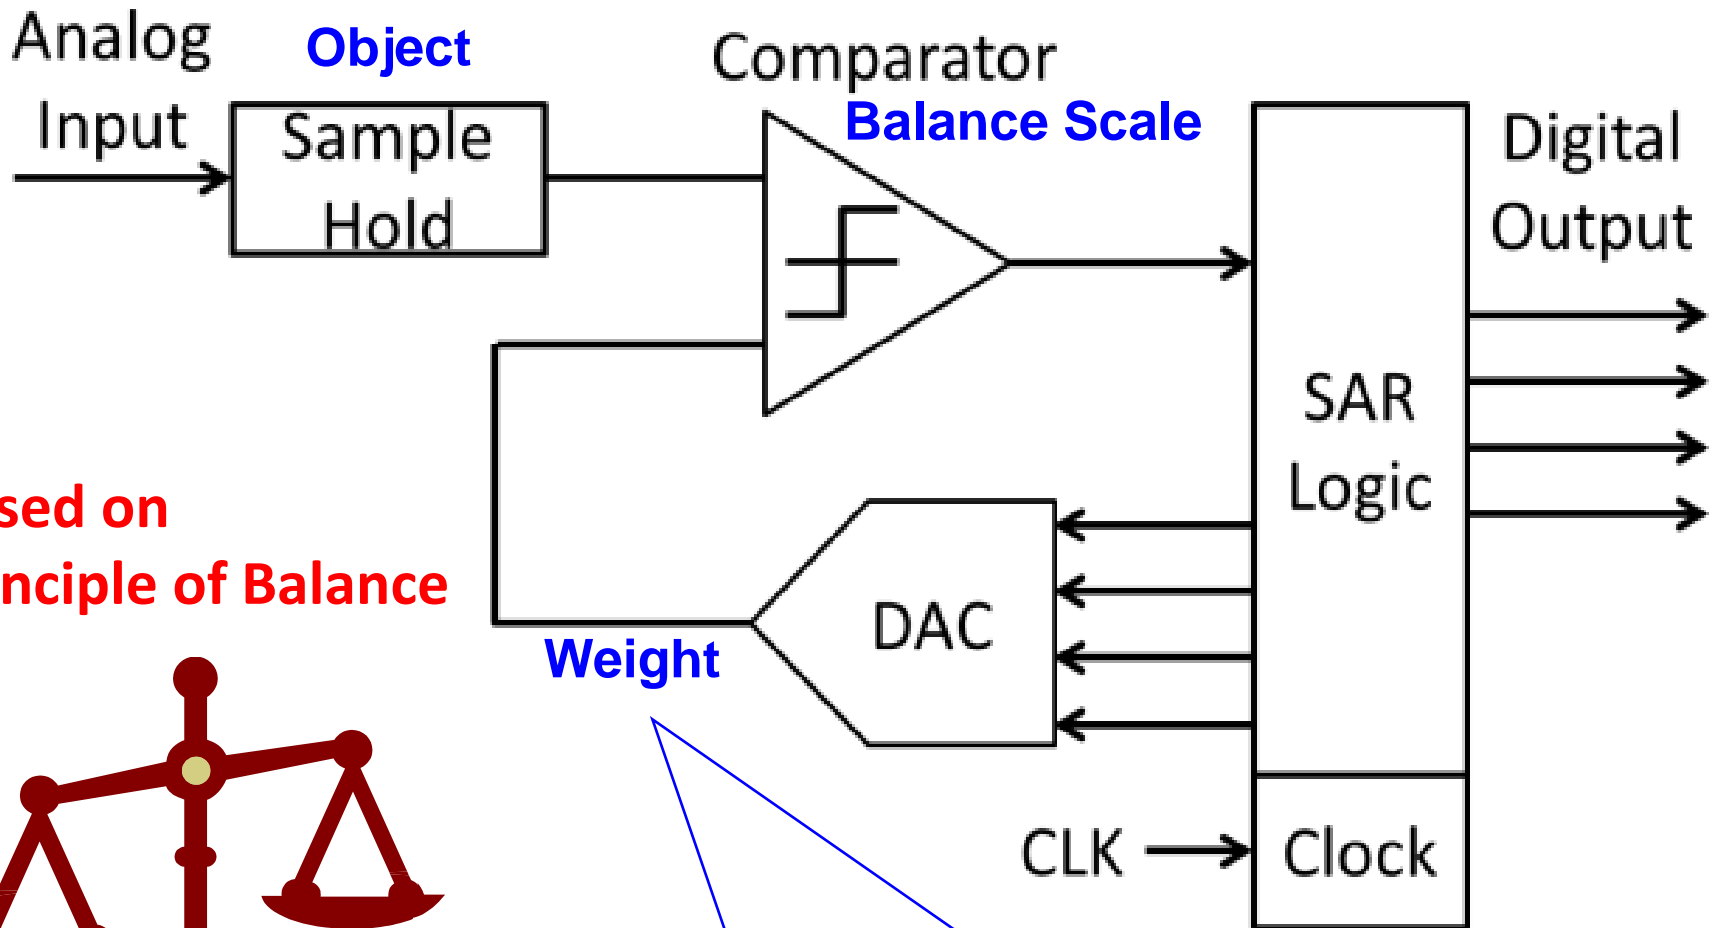 Analog
Input
Object
Sample
Hold
Comparator
Balance Scale
Digital
Output
SAR
Logic
sed on
nciple of Balance
Weight
DAC
CLK
Clock